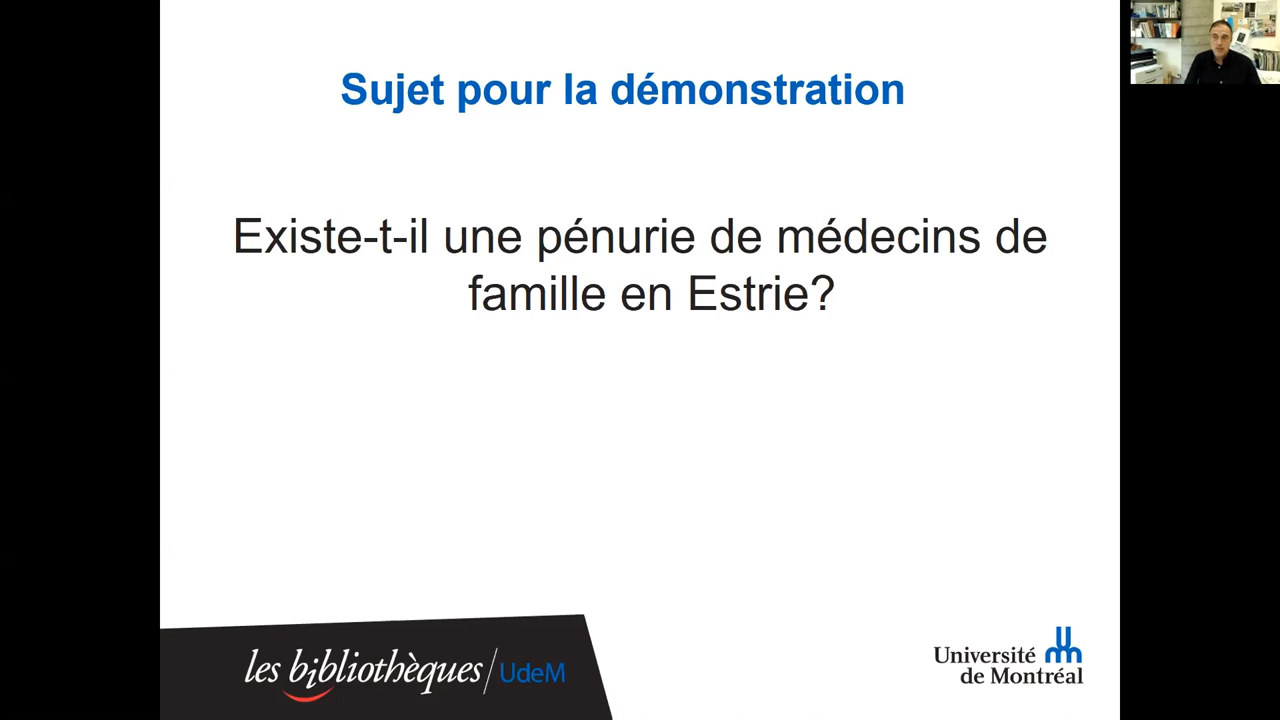 Sujet pour la démonstration
Existe-t-il une pénurie de médecins de
famille en Estrie?
les bibliothèques/UdeM
Université
de Montréal